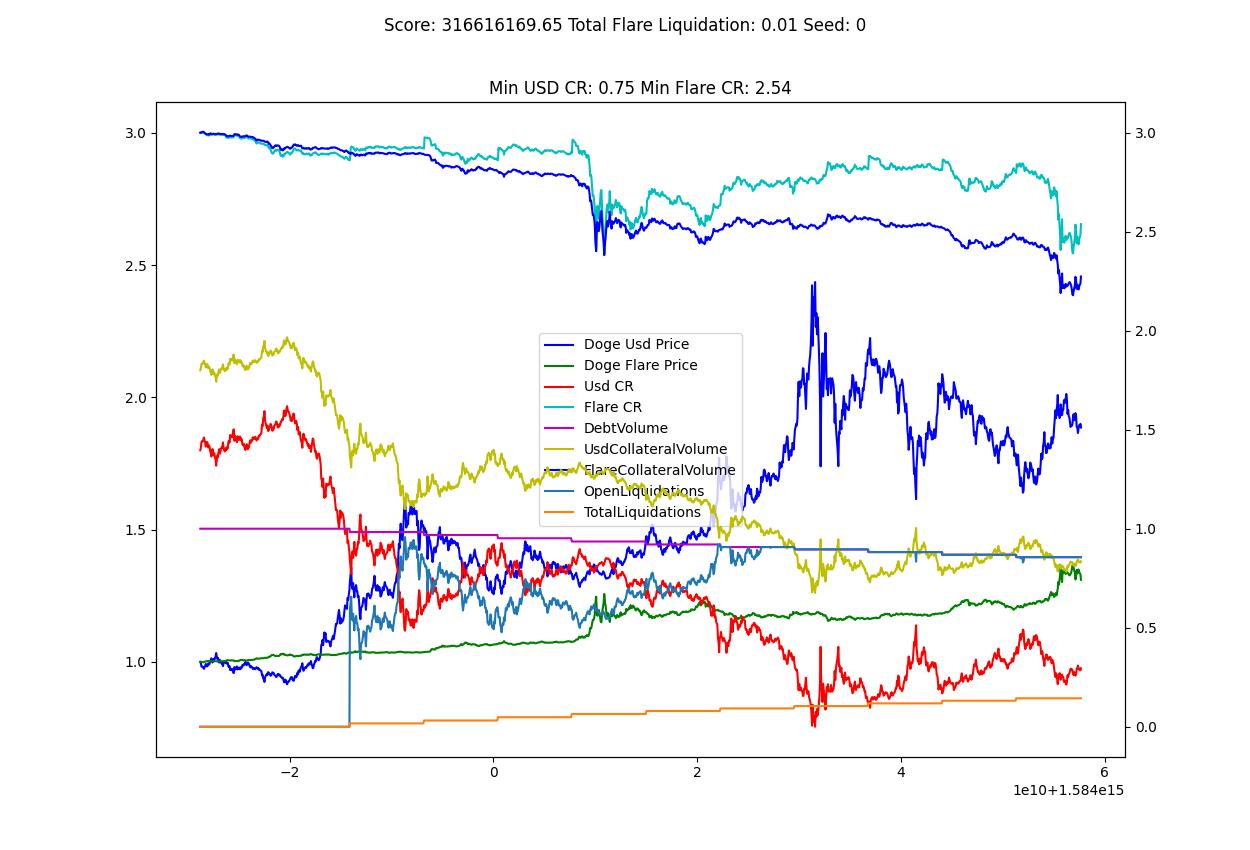 Score: 316616169.65 Total Flare Liquidation: 0.01 Seed: 0
Min USD CR: 0.75 Min Flare CR: 2.54
3.0
2.5
2.0
1.5
1.0
3.0
2.5
2.0
1.5
1.0
0.5
0.0
Doge Usd Price
Doge Flare Price
Usd CR
Flare CR
DebtVolume
UsdCollateralVolume
FlareCollateralVolume
OpenLiquidations
TotalLiquidations
−2
0
2
4
6
1e10+1.584e15